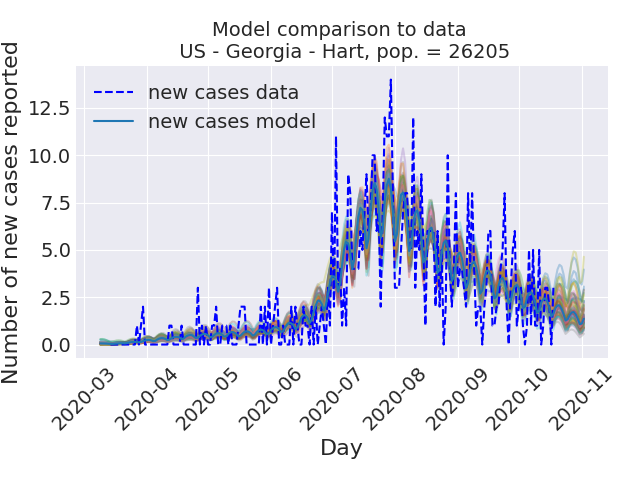 Model comparison to data
US - Georgia - Hart, pop. = 26205
new cases data
new cases model
Number of new cases reported
12.5
10.0
7.5
5.0
2.5
0.0
2020-03
2020-04
2020-05
2020-06
2020-07
2020-08
2020-09
2020-10
2020-11
Day